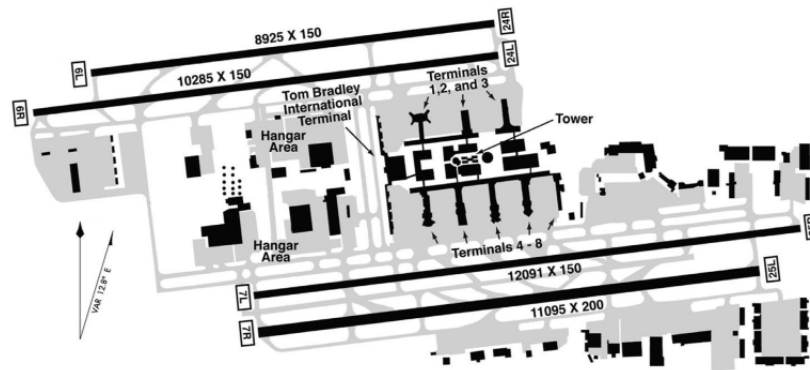 24R
8925 X 150
6L
24L
10285 X 150
6R
Terminals
1,2, and 3
Tom Bradley
International
Terminal
Tower
Hangar
Area
Hangar
Area
Terminals 4 - 8
VAR 12.8° E
12091 X 150
7L
25L
11095 X 200
7R